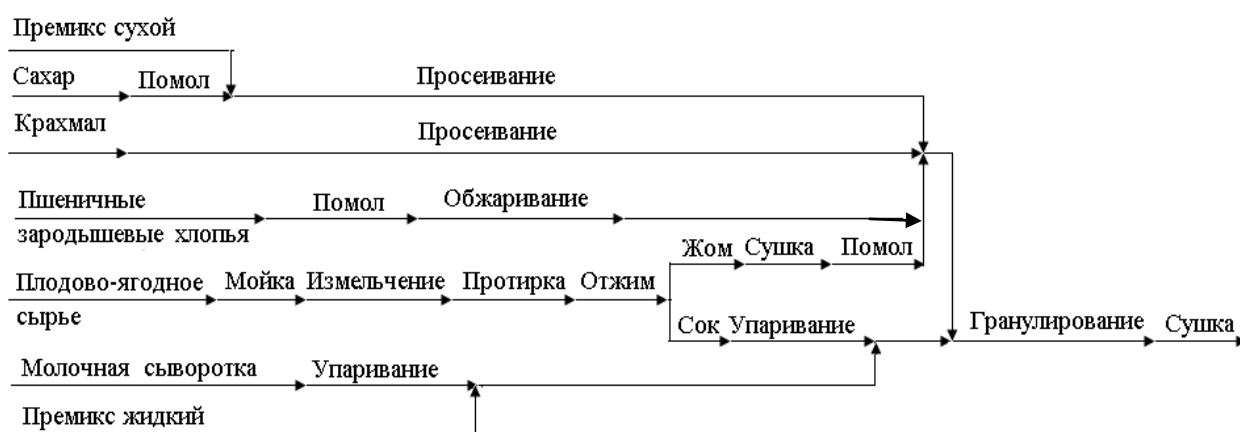 Премикс сухой
Сахар Помол Просеивание
Крахмал Просеивание
Пшеничные зародышевые хлопья Помол Обжаривание
Жом Сушка Помол
Плодово-ягодное сырье Мойка Измельчение Протирка Отжим
Сок Упаривание Гранулирование Сушка
Молочная сыворотка Упаривание
Премикс жидкий